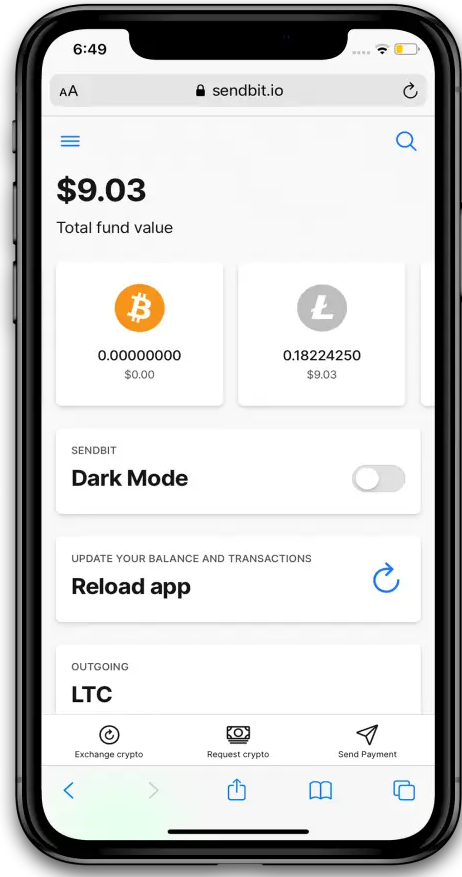 6:49
AA
sendbit.io
$9.03
Total fund value
0.00000000
$0.00
0.18224250
$9.03
SENDBIT
Dark Mode
UPDATE YOUR BALANCE AND TRANSACTIONS
Reload app
OUTGOING
LTC
Exchange crypto
Request crypto
Send Payment